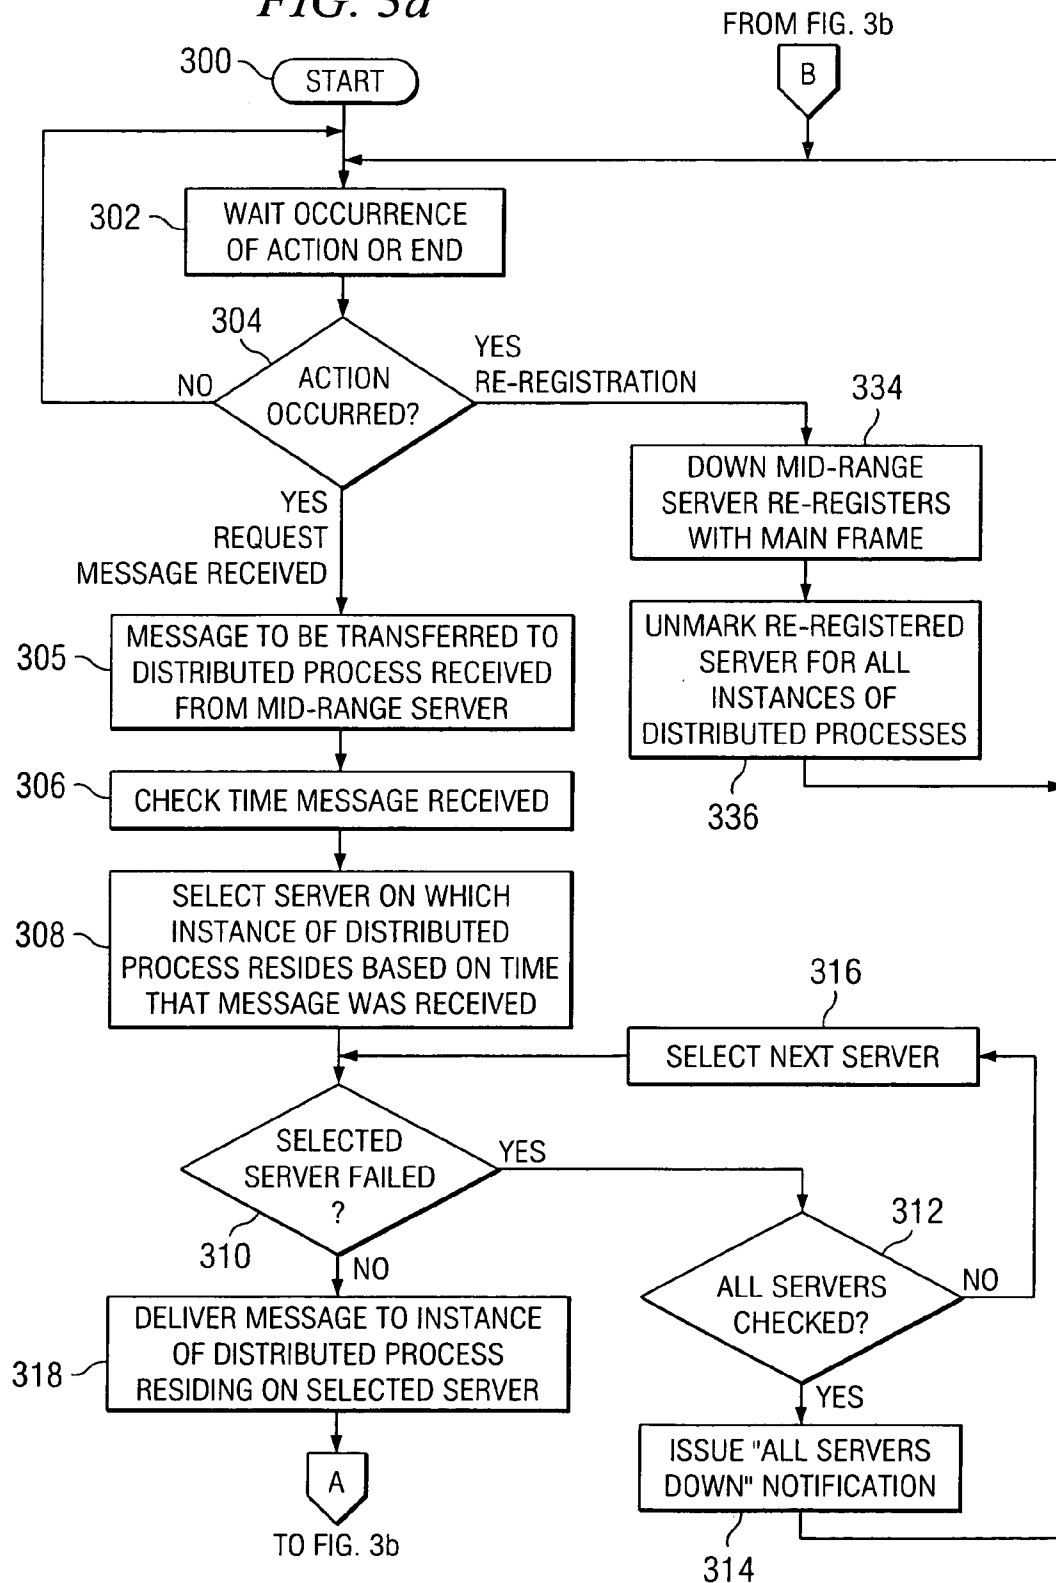 FIG. 3a
FROM FIG. 3b
B
300
START
302
WAIT OCCURRENCE
OF ACTION OR END
304
NO
ACTION
OCCURRED?
YES
RE-REGISTRATION
334
DOWN MID-RANGE
SERVER RE-REGISTERS
WITH MAIN FRAME
YES
REQUEST
MESSAGE RECEIVED
305
MESSAGE TO BE TRANSFERRED TO
DISTRIBUTED PROCESS RECEIVED
FROM MID-RANGE SERVER
UNMARK RE-REGISTERED
SERVER FOR ALL
INSTANCES OF
DISTRIBUTED PROCESSES
336
306
CHECK TIME MESSAGE RECEIVED
308
SELECT SERVER ON WHICH
INSTANCE OF DISTRIBUTED
PROCESS RESIDES BASED ON TIME
THAT MESSAGE WAS RECEIVED
316
SELECT NEXT SERVER
SELECTED
SERVER FAILED
?
YES
310
NO
312
ALL SERVERS
CHECKED?
NO
YES
318
DELIVER MESSAGE TO INSTANCE
OF DISTRIBUTED PROCESS
RESIDING ON SELECTED SERVER
ISSUE "ALL SERVERS
DOWN" NOTIFICATION
314
A
TO FIG. 3b